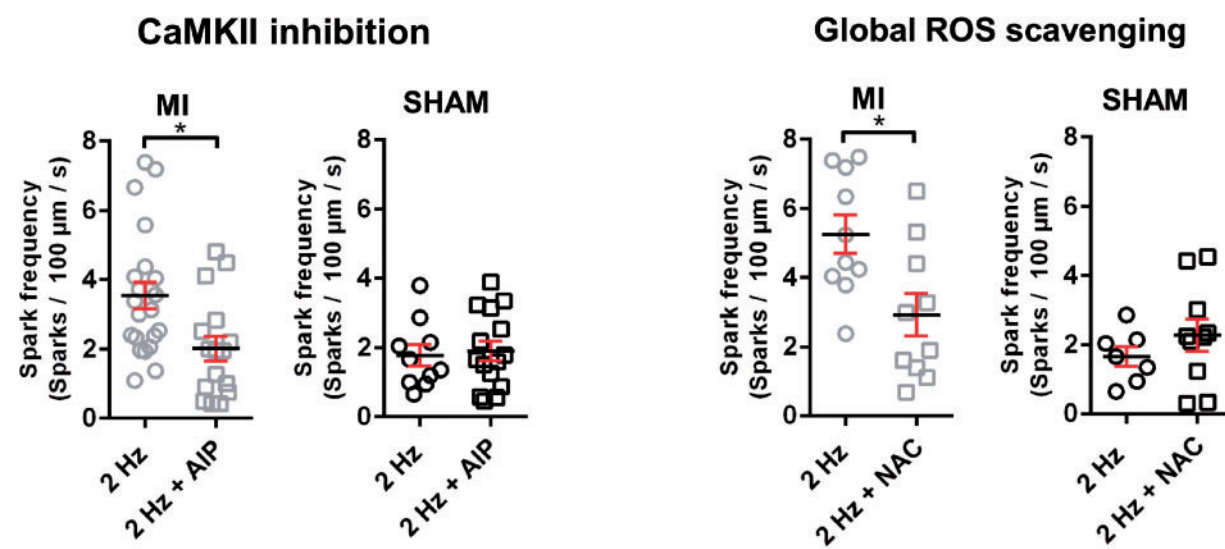 CaMKII inhibition
MI
*
Spark frequency
(Sparks / 100 µm / s)
8
6
4
2
0
2 Hz
2 Hz + AIP
SHAM
Spark frequency
(Sparks / 100 µm / s)
8
6
4
2
0
2 Hz
2 Hz + AIP
Global ROS scavenging
MI
*
Spark frequency
(Sparks / 100 µm / s)
8
6
4
2
0
2 Hz
2 Hz + NAC
SHAM
Spark frequency
(Sparks / 100 µm / s)
8
6
4
2
0
2 Hz
2 Hz + NAC